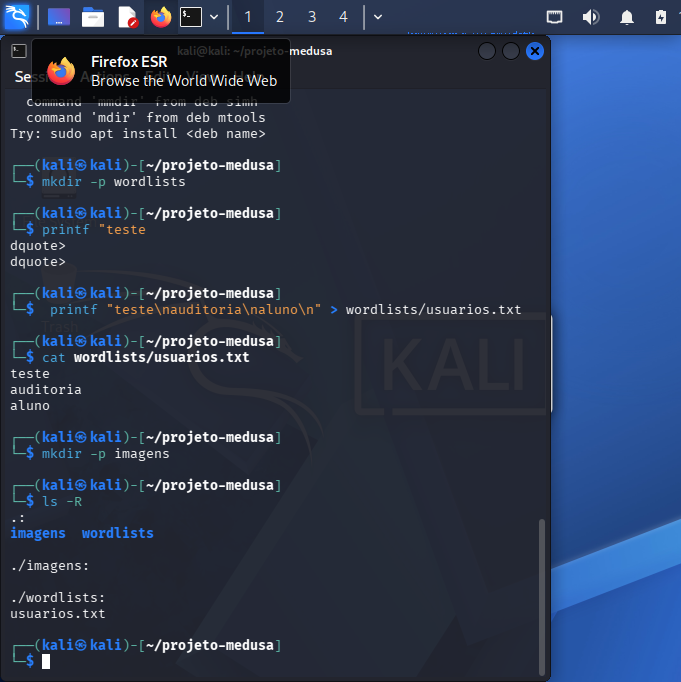 1 2 3 4
kali@kali: ~/projeto-medusa
Firefox ESR
Browse the World Wide Web
command 'mmdir' from deb simh
command 'mdir' from deb mtools
Try: sudo apt install <deb name>
┌──(kali㉿kali)-[~/projeto-medusa]
└─$ mkdir -p wordlists
┌──(kali㉿kali)-[~/projeto-medusa]
└─$ printf "teste
dquote>
dquote>
┌──(kali㉿kali)-[~/projeto-medusa]
└─$  printf "teste\nauditoria\naluno\n" > wordlists/usuarios.txt
┌──(kali㉿kali)-[~/projeto-medusa]
└─$ cat wordlists/usuarios.txt
teste
auditoria
aluno
┌──(kali㉿kali)-[~/projeto-medusa]
└─$ mkdir -p imagens
┌──(kali㉿kali)-[~/projeto-medusa]
└─$ ls -R
.:
imagens  wordlists
./imagens:
./wordlists:
usuarios.txt
┌──(kali㉿kali)-[~/projeto-medusa]
└─$
KALI
Trash